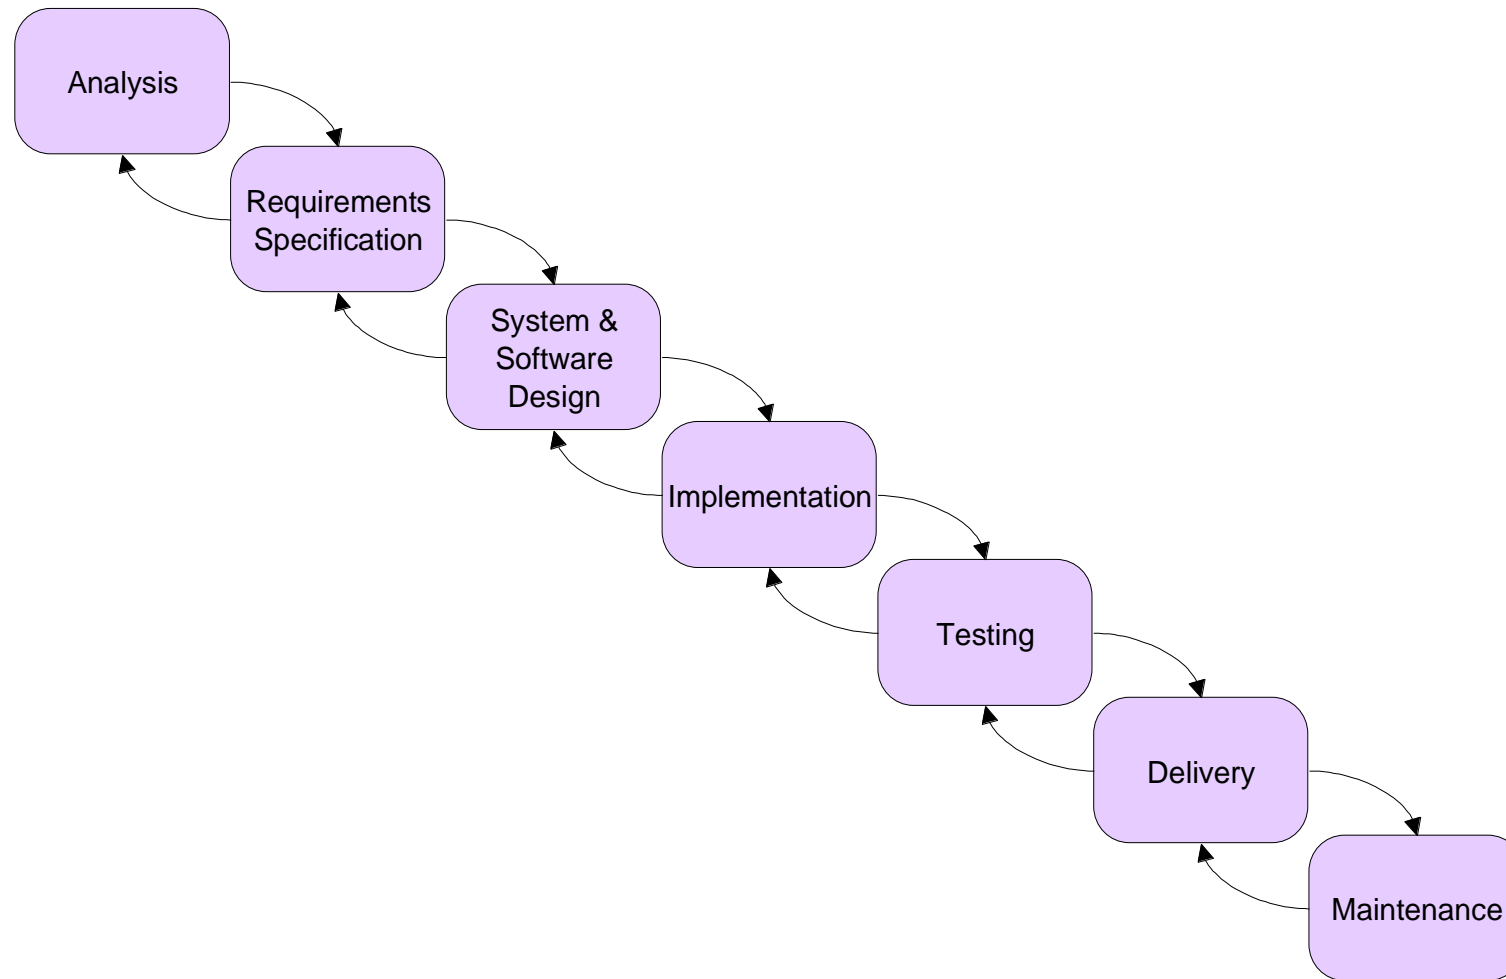 Analysis
Requirements
Specification
System &
Software
Design
Implementation
Testing
Delivery
Maintenance